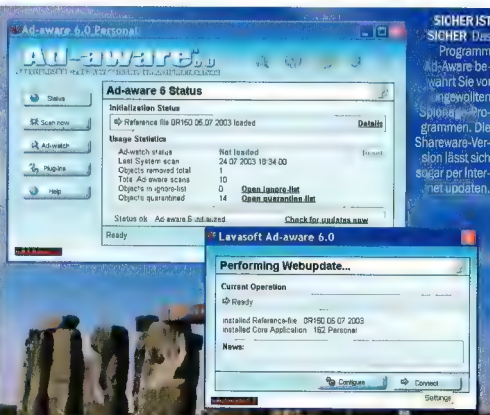 Ad-aware 6.0 Personal
Ad-aware 6.0
Status
Scan now
Ad-watch
Plug-ins
Help
Ad-aware 6 Status
Initialization Status
Reference file 0R150 05.07 2003 loaded
Details
Usage Statistics
Ad-watch status Not loaded
Last System scan 24 07 2003 18:34:00
Objects removed total 1
Total Ad-aware scans 10
Objects in ignore-list 0 Open ignore-list
Objects quarantined 14 Open quarantine list
Status ok Ad-aware 6 initialized
Check for updates now
Ready
Lavasoft Ad-aware 6.0
Performing Webupdate...
Current Operation
Ready
installed Reference-file 0R150 05 07 2003
installed Core Application 162 Personal
News:
Configure
Connect
Settings
SICHER IST
SICHER Das
Programm
Ad-Aware be-
wahrt Sie vor
ungewollten
Spionage-Pro-
grammen. Die
Shareware-Ver-
sion lässt sich
sogar per Inter-
net updaten.